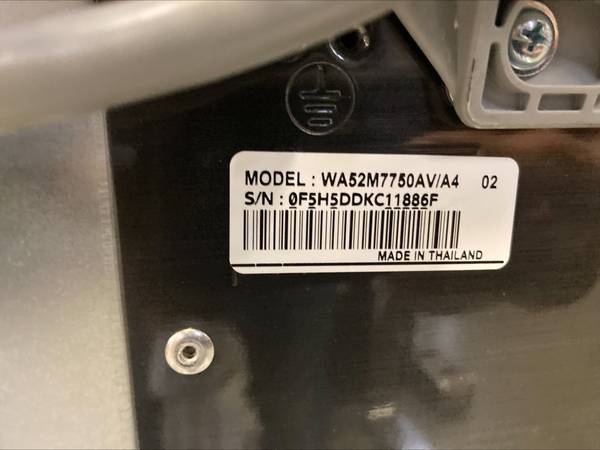 MODEL : WA52M7750AV/A4 02
S/N : 0F5H5DDKC11886F
MADE IN THAILAND